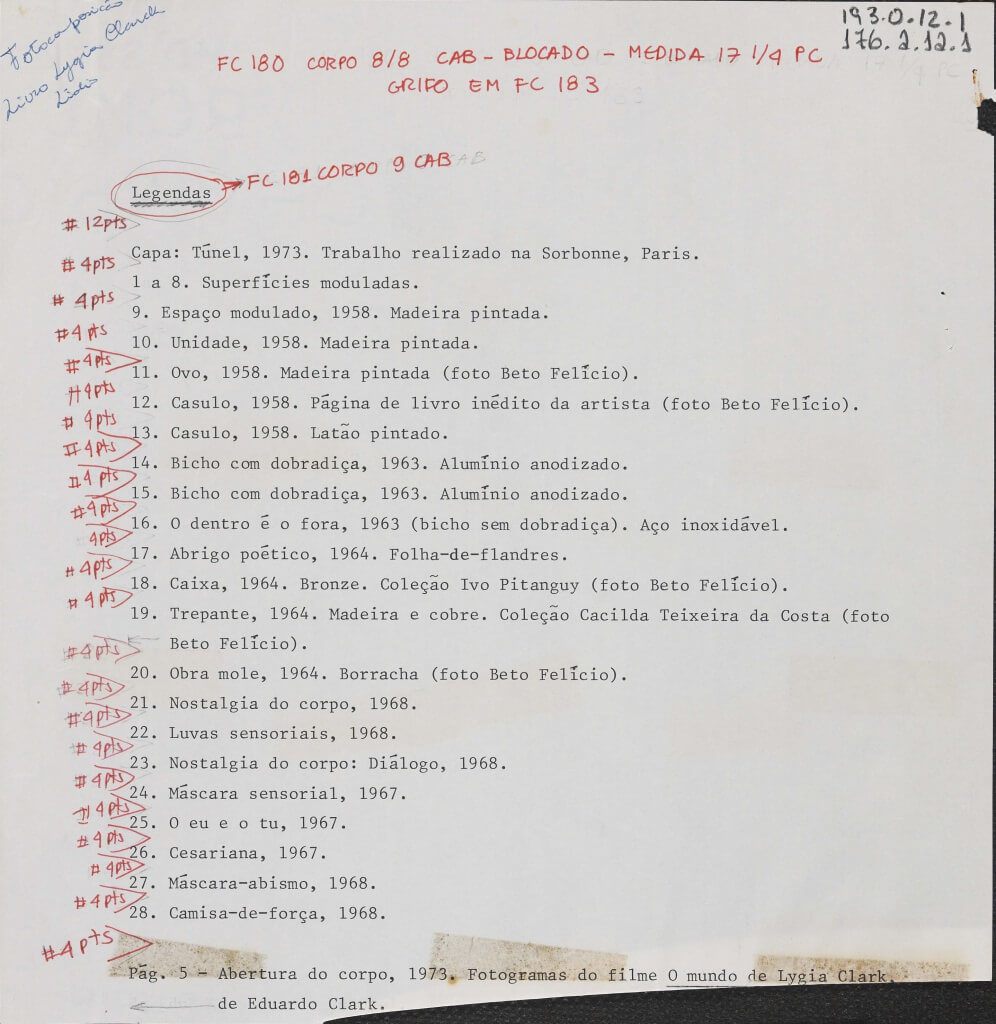 Fotocomposição
Livro Lygia Clark
193.0.12.1
176.2.12.1
FC 180 CORPO 8/8 CAB - BLOCADO - MEDIDA 17 1/4 PC
GRIFO EM FC 183
Legendas → FC 181 CORPO 9 CAB
# 12pts
Capa: Túnel, 1973. Trabalho realizado na Sorbonne, Paris.
# 4pts
1 a 8. Superfícies moduladas.
# 4pts
9. Espaço modulado, 1958. Madeira pintada.
# 4pts
10. Unidade, 1958. Madeira pintada.
# 4pts
11. Ovo, 1958. Madeira pintada (foto Beto Felício).
# 4pts
12. Casulo, 1958. Página de livro inédito da artista (foto Beto Felício).
# 4pts
13. Casulo, 1958. Latão pintado.
# 4pts
14. Bicho com dobradiça, 1963. Alumínio anodizado.
# 4pts
15. Bicho com dobradiça, 1963. Alumínio anodizado.
# 4pts
16. O dentro é o fora, 1963 (bicho sem dobradiça). Aço inoxidável.
4pts
17. Abrigo poético, 1964. Folha-de-flandres.
# 4pts
18. Caixa, 1964. Bronze. Coleção Ivo Pitanguy (foto Beto Felício).
# 4pts
19. Trepante, 1964. Madeira e cobre. Coleção Cacilda Teixeira da Costa (foto
Beto Felício).
# 4pts
20. Obra mole, 1964. Borracha (foto Beto Felício).
# 4pts
21. Nostalgia do corpo, 1968.
# 4pts
22. Luvas sensoriais, 1968.
# 4pts
23. Nostalgia do corpo: Diálogo, 1968.
# 4pts
24. Máscara sensorial, 1967.
# 4pts
25. O eu e o tu, 1967.
# 4pts
26. Cesariana, 1967.
# 4pts
27. Máscara-abismo, 1968.
# 4pts
28. Camisa-de-força, 1968.
# 4pts
Pág. 5 - Abertura do corpo, 1973. Fotogramas do filme O mundo de Lygia Clark,
de Eduardo Clark.